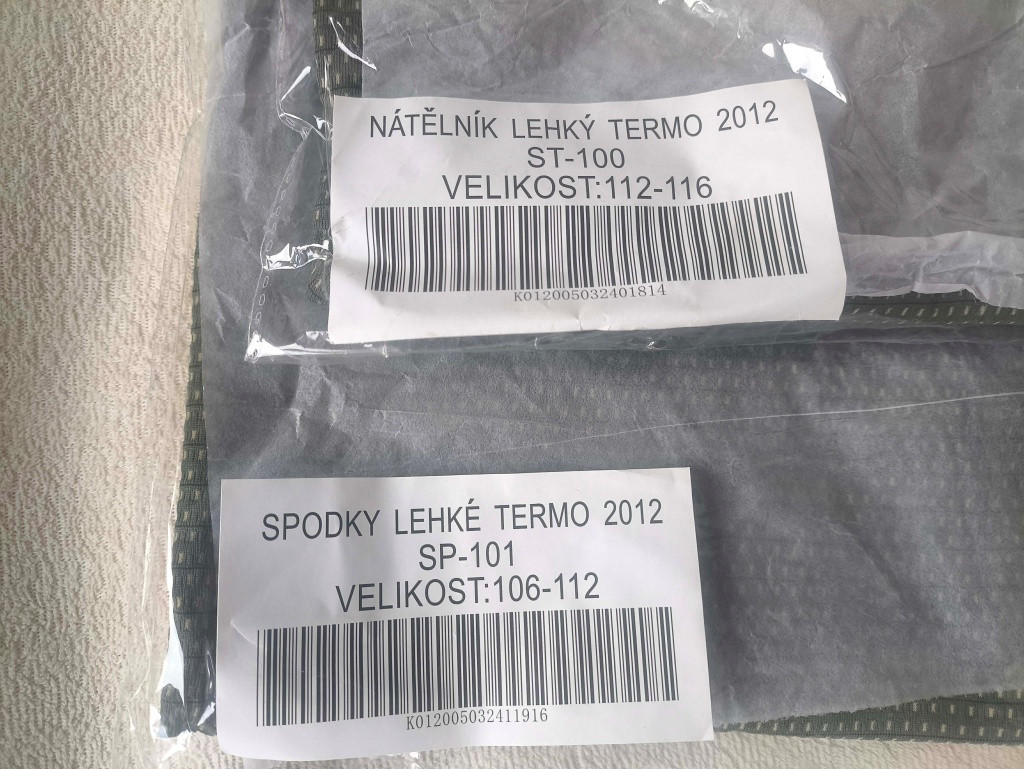 NÁTĚLNÍK LEHKÝ TERMO 2012
ST-100
VELIKOST:112-116
K012005032401814
SPODKY LEHKÉ TERMO 2012
SP-101
VELIKOST:106-112
K012005032411916